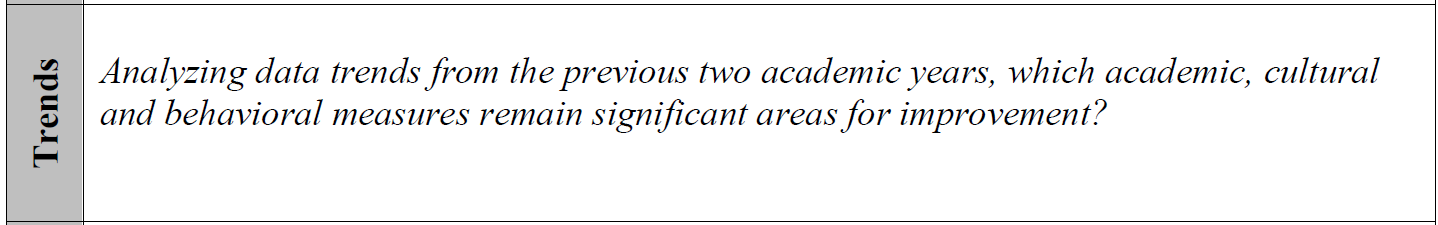 Trends
Analyzing data trends from the previous two academic years, which academic, cultural
and behavioral measures remain significant areas for improvement?